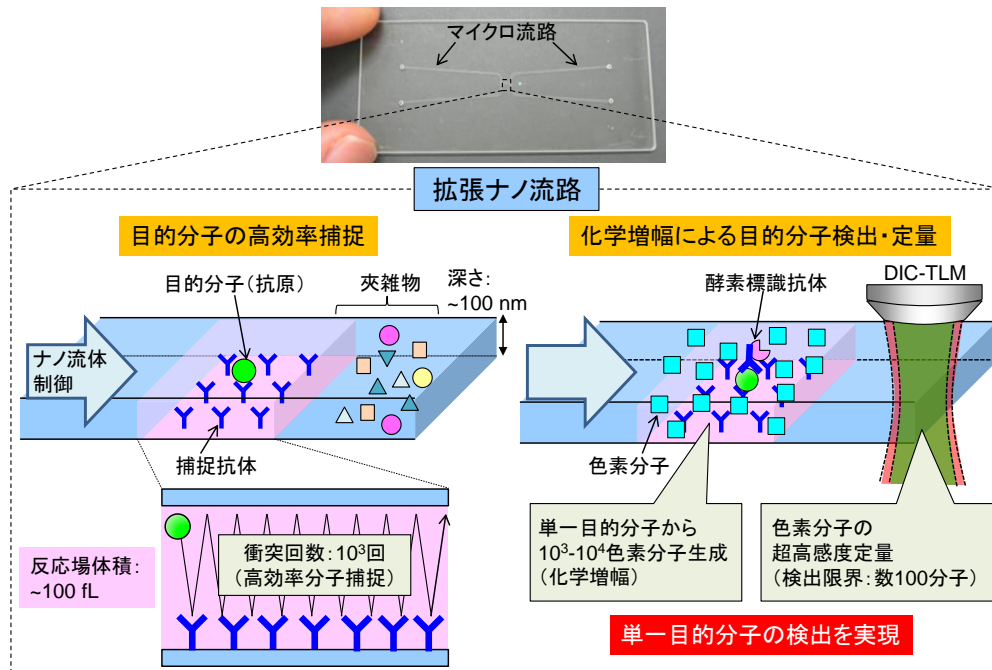 マイクロ流路
拡張ナノ流路
目的分子の高効率捕捉
目的分子(抗原)
夾雑物
深さ:
~100 nm
ナノ流体
制御
捕捉抗体
反応場体積:
~100 fL
衝突回数:10³回
(高効率分子捕捉)
化学増幅による目的分子検出・定量
酵素標識抗体
DIC-TLM
色素分子
単一目的分子から
10³-10⁴色素分子生成
(化学増幅)
色素分子の
超高感度定量
(検出限界:数100分子)
単一目的分子の検出を実現